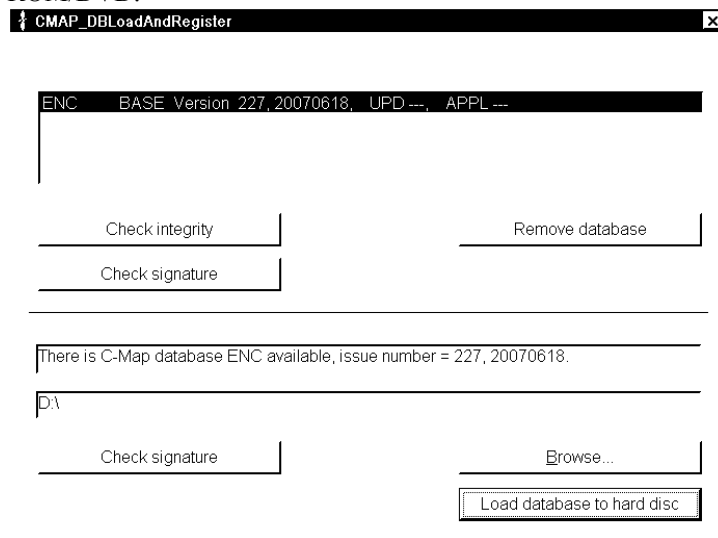 CMAP_DBLoadAndRegister
ENC BASE Version 227, 20070618, UPD ---, APPL ---
Check integrity
Remove database
Check signature
There is C-Map database ENC available, issue number = 227, 20070618.
D:\
Check signature
Browse...
Load database to hard disc